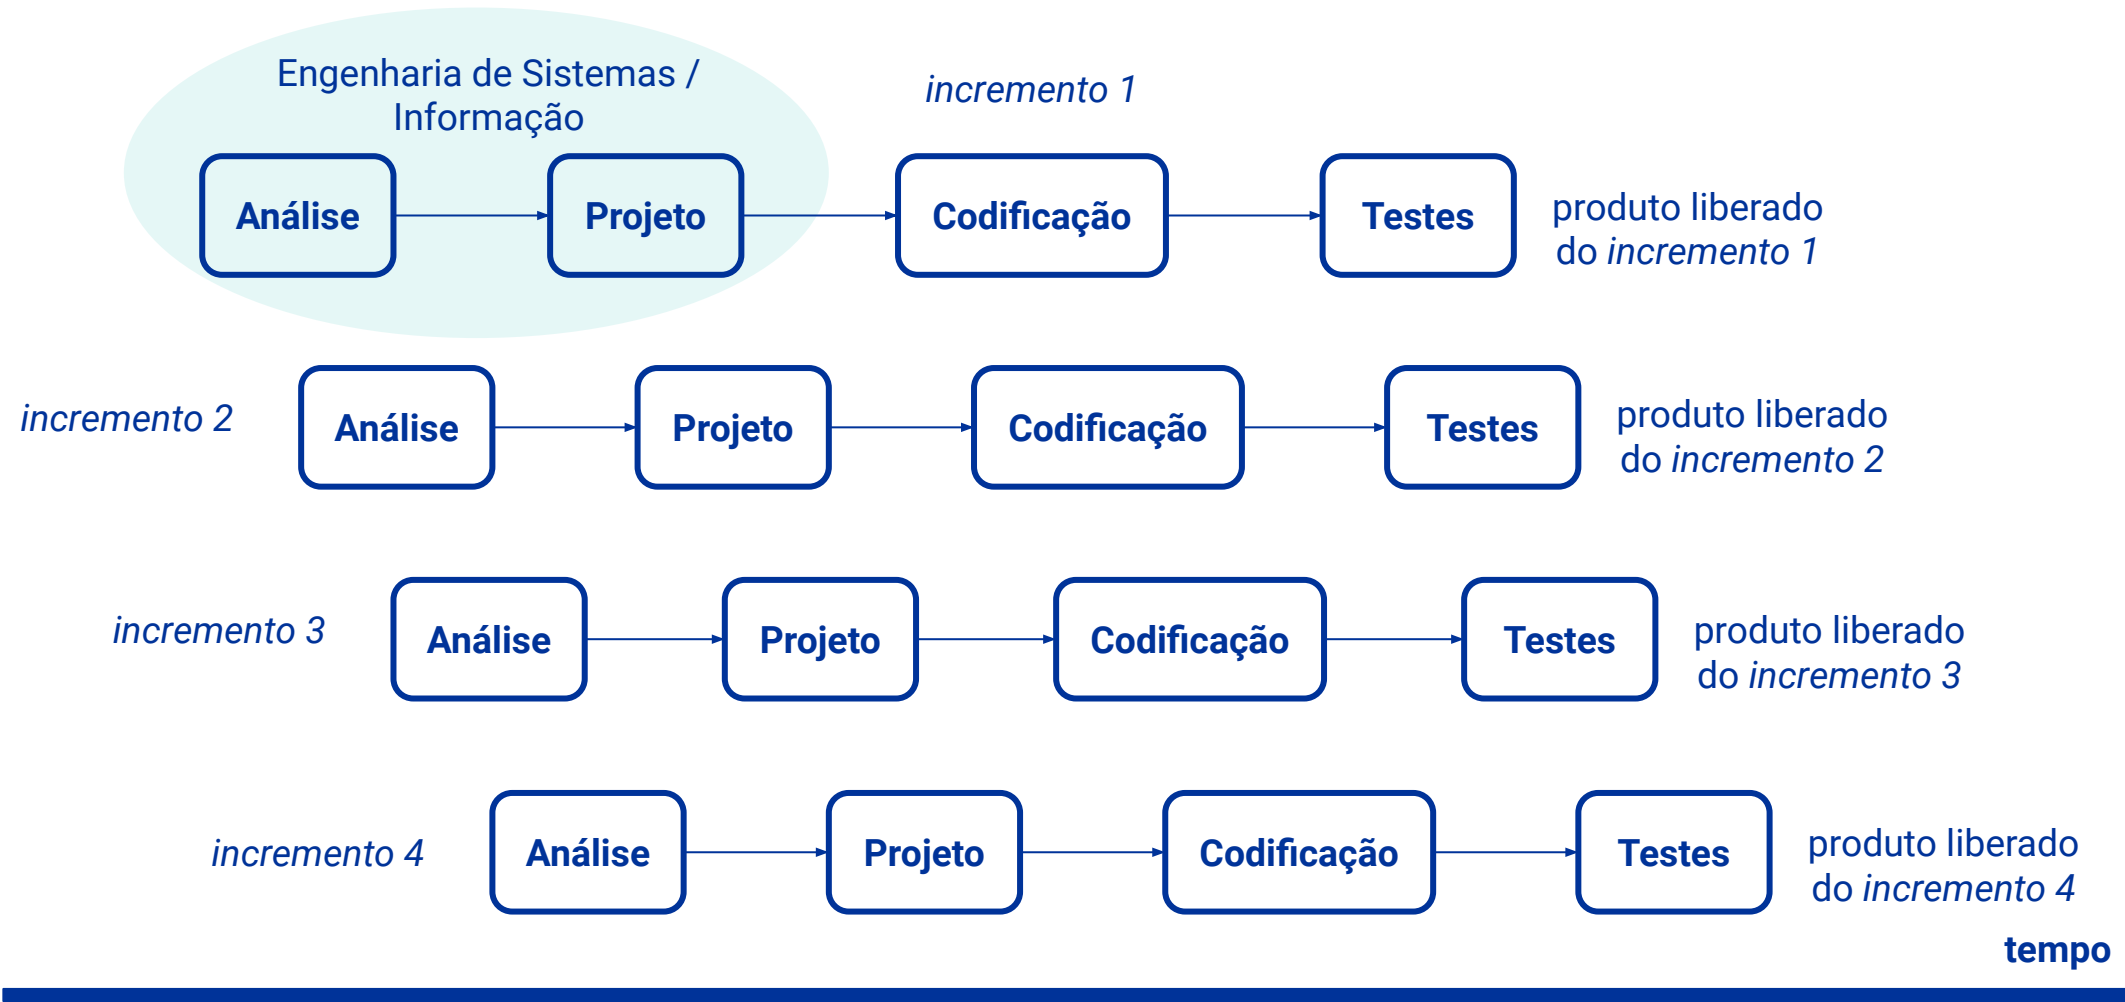 Engenharia de Sistemas /
Informação
incremento 1
Análise
Projeto
Codificação
Testes
produto liberado
do incremento 1
incremento 2
Análise
Projeto
Codificação
Testes
produto liberado
do incremento 2
incremento 3
Análise
Projeto
Codificação
Testes
produto liberado
do incremento 3
incremento 4
Análise
Projeto
Codificação
Testes
produto liberado
do incremento 4
tempo